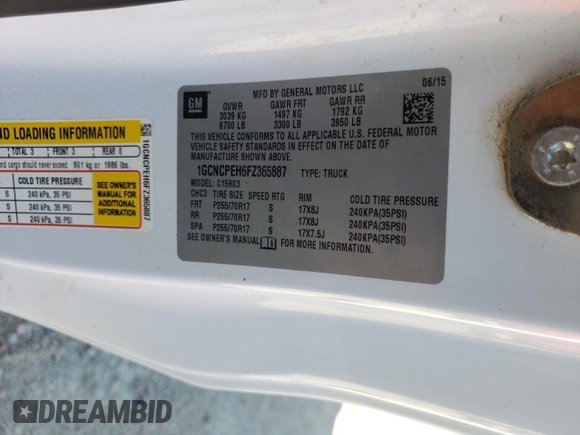 ND LOADING INFORMATION
TOTAL 3 FRONT 3 REAR 0
and cargo should never exceed 901 kg or 1986 lbs.
COLD TIRE PRESSURE
S 240 kPa, 35 PSI
S 240 kPa, 35 PSI
S 240 kPa, 35 PSI
SEE OWNER'S
MANUAL FOR
ADDITIONAL
INFORMATION
1GCNCPEH6FZ365887
GM
MFD BY GENERAL MOTORS LLC
06/15
GVWR GAWR FRT GAWR RR
3039 KG 1497 KG 1792 KG
6700 LB 3300 LB 3950 LB
THIS VEHICLE CONFORMS TO ALL APPLICABLE U.S. FEDERAL MOTOR
VEHICLE SAFETY STANDARDS IN EFFECT ON THE DATE OF
MANUFACTURE SHOWN ABOVE.
1GCNCPEH6FZ365887 TYPE: TRUCK
MODEL: C15903
CHC3 TIRE SIZE SPEED RTG RIM COLD TIRE PRESSURE
FRT P255/70R17 S 17X8J 240KPA(35PSI)
RR P255/70R17 S 17X8J 240KPA(35PSI)
SPA P255/70R17 S 17X7.5J 240KPA(35PSI)
SEE OWNER'S MANUAL FOR MORE INFORMATION.
DREAMBID